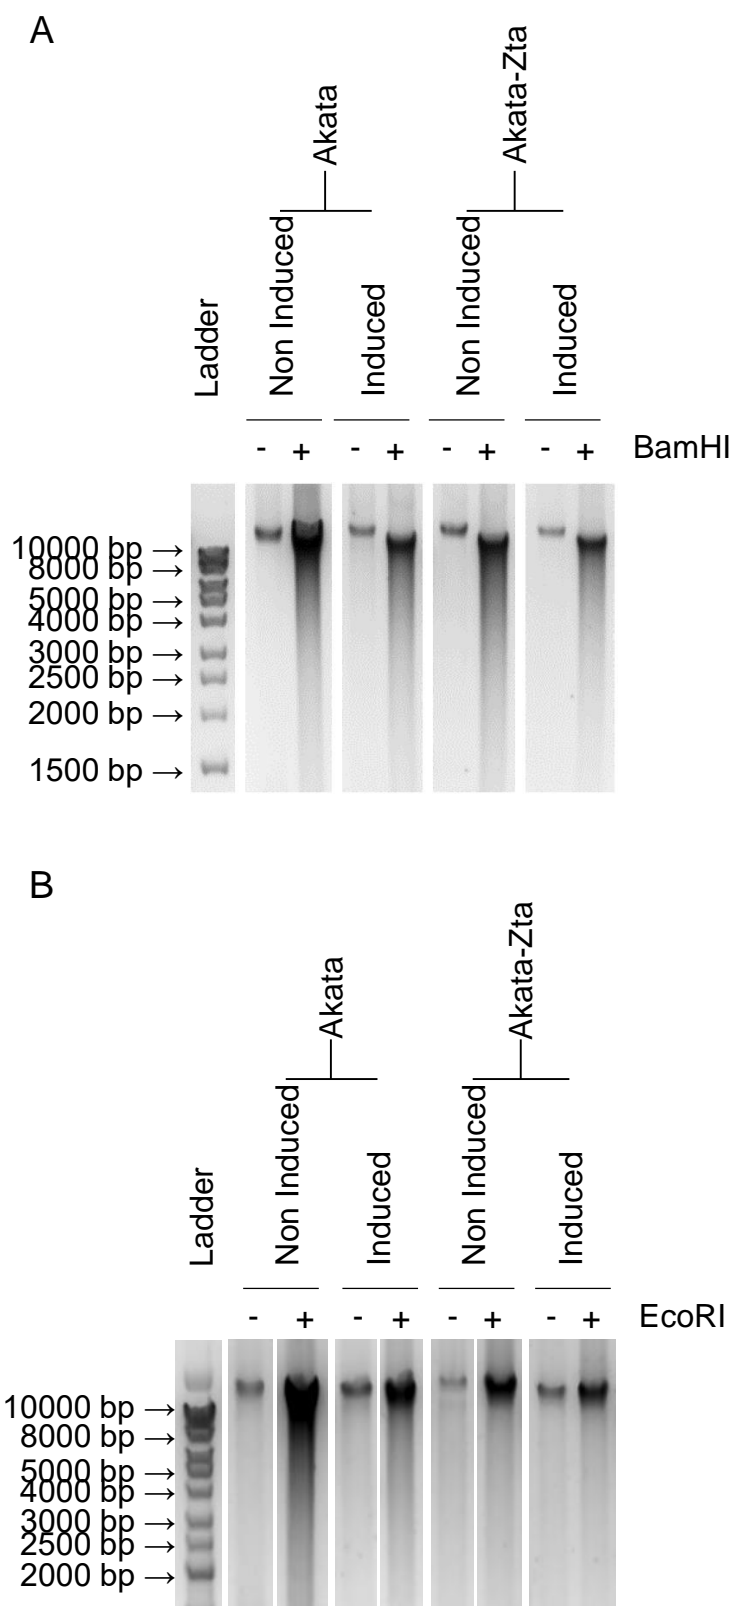 A
Akata
Akata-Zta
Ladder
Non Induced
Induced
Non Induced
Induced
- + - + - + - + BamHI
10000 bp →
8000 bp →
5000 bp →
4000 bp →
3000 bp →
2500 bp →
2000 bp →
1500 bp →
B
Akata
Akata-Zta
Ladder
Non Induced
Induced
Non Induced
Induced
- + - + - + - + EcoRI
10000 bp →
8000 bp →
5000 bp →
4000 bp →
3000 bp →
2500 bp →
2000 bp →